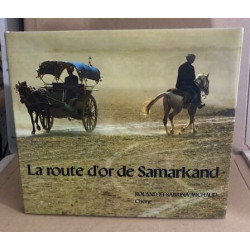 La route d'or de Samarkand
ROLAND ET SABRINA MICHAUD
Chêne